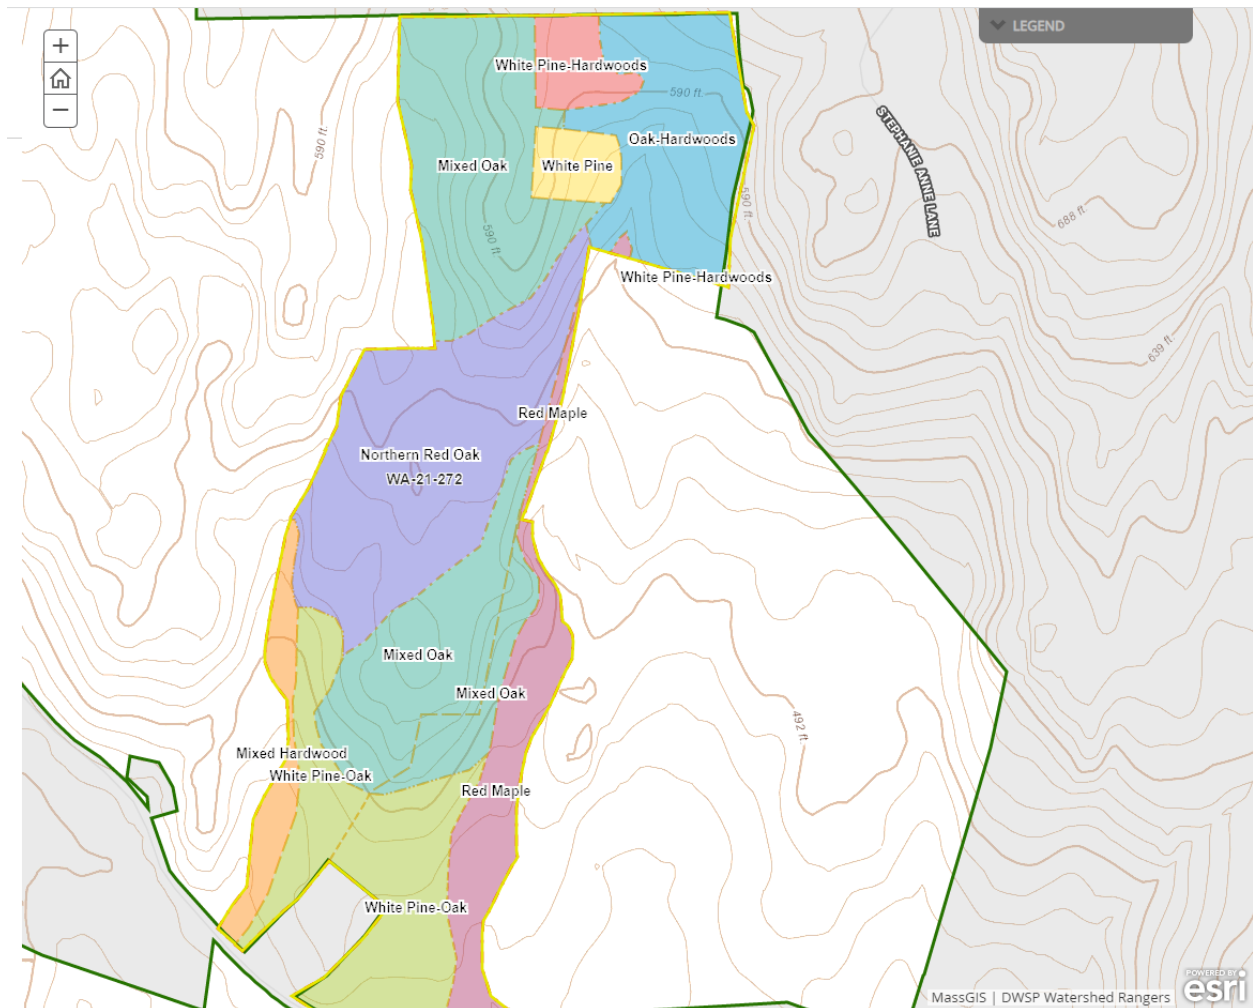 +
−
LEGEND
White Pine-Hardwoods
590 ft.
590 ft.
Oak-Hardwoods
Mixed Oak
White Pine
STEPHANIE ANNE LANE
590 ft.
688 ft.
590 ft.
White Pine-Hardwoods
639 ft.
Red Maple
Northern Red Oak
WA-21-272
Mixed Oak
Mixed Oak
492 ft.
Mixed Hardwood
White Pine-Oak
Red Maple
White Pine-Oak
POWERED BY
esri
MassGIS | DWSP Watershed Rangers